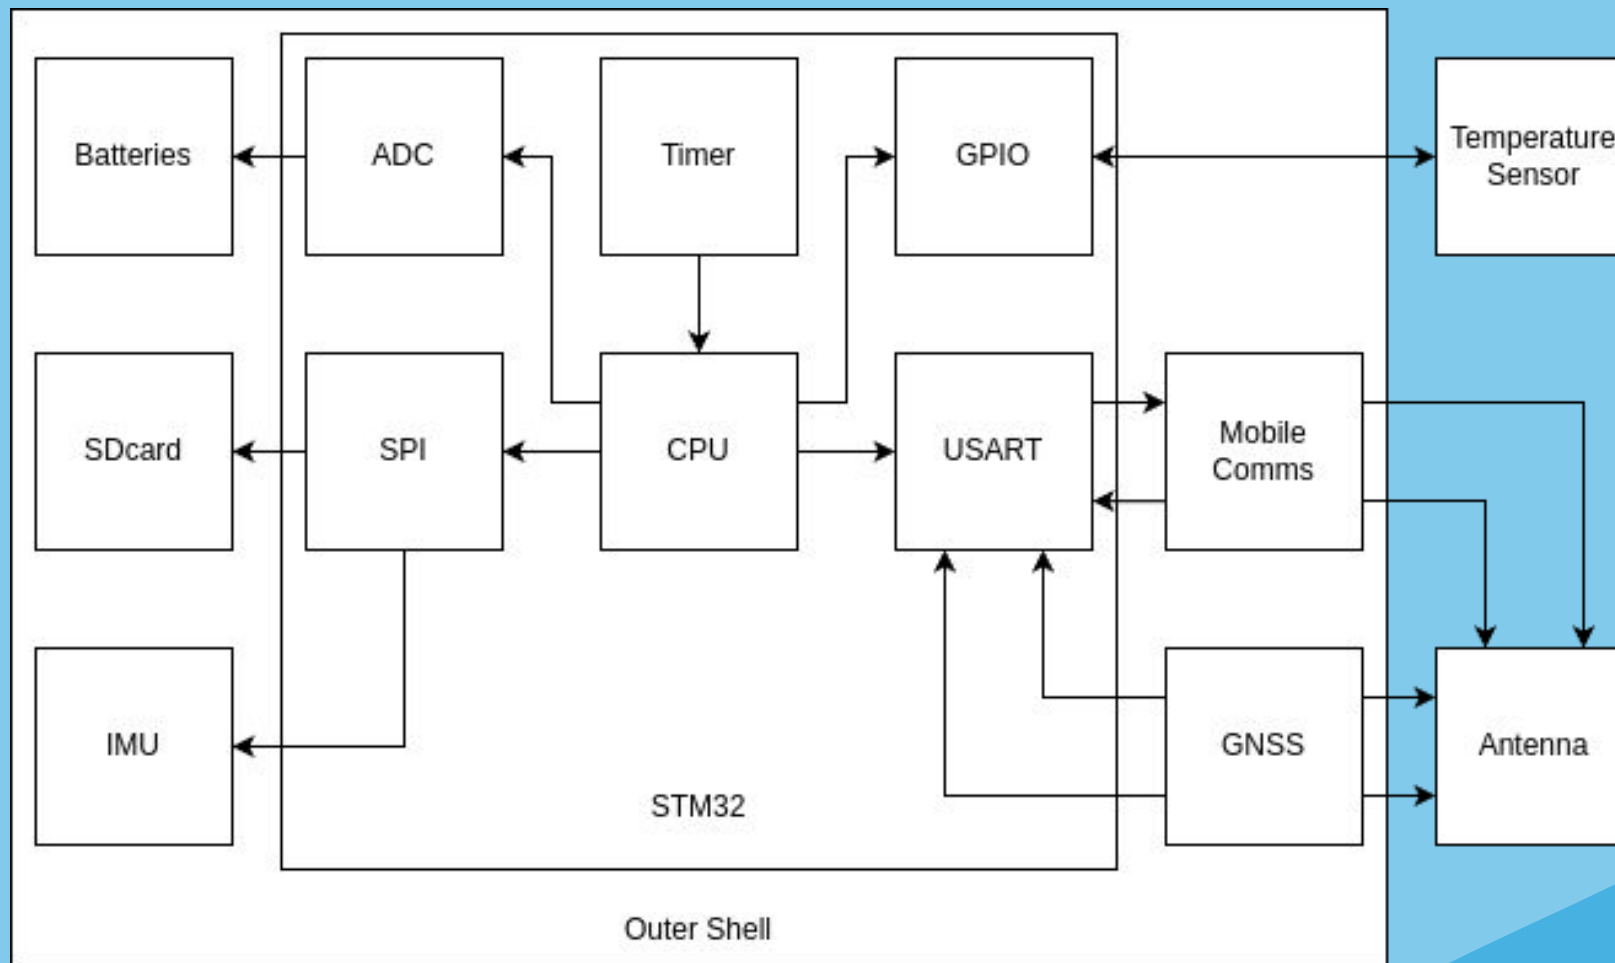 Batteries
ADC
Timer
GPIO
Temperature
Sensor
SDcard
SPI
CPU
USART
Mobile
Comms
IMU
GNSS
Antenna
STM32
Outer Shell